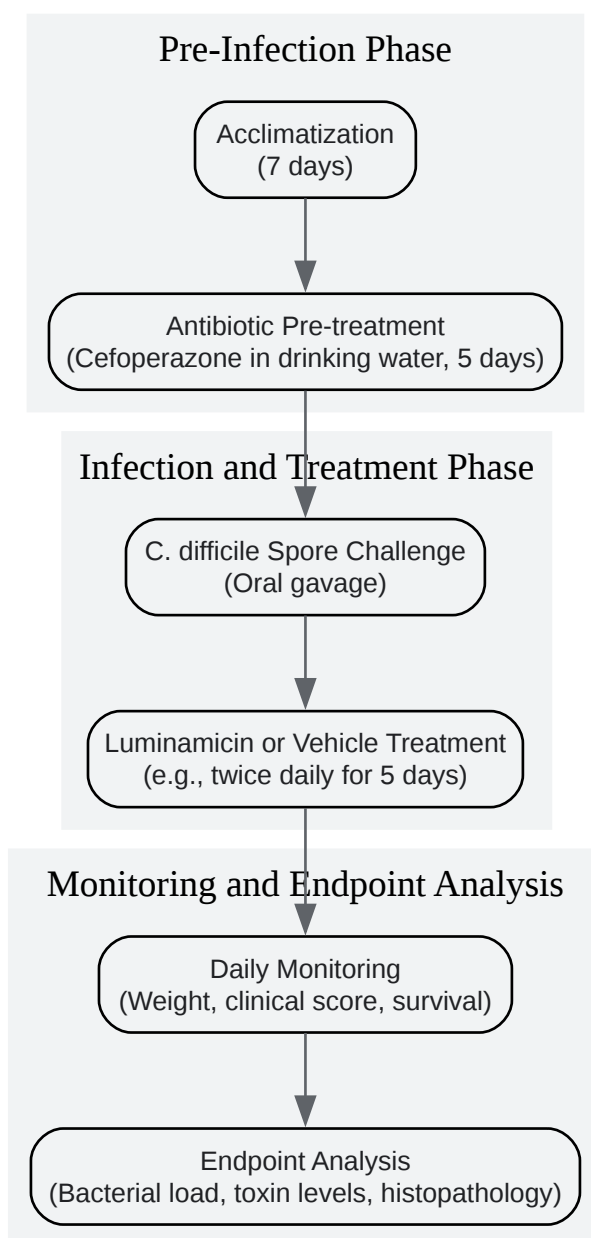 Pre-Infection Phase
Acclimatization
(7 days)
Antibiotic Pre-treatment
(Cefoperazone in drinking water, 5 days)
Infection and Treatment Phase
C. difficile Spore Challenge
(Oral gavage)
Luminamicin or Vehicle Treatment
(e.g., twice daily for 5 days)
Monitoring and Endpoint Analysis
Daily Monitoring
(Weight, clinical score, survival)
Endpoint Analysis
(Bacterial load, toxin levels, histopathology)